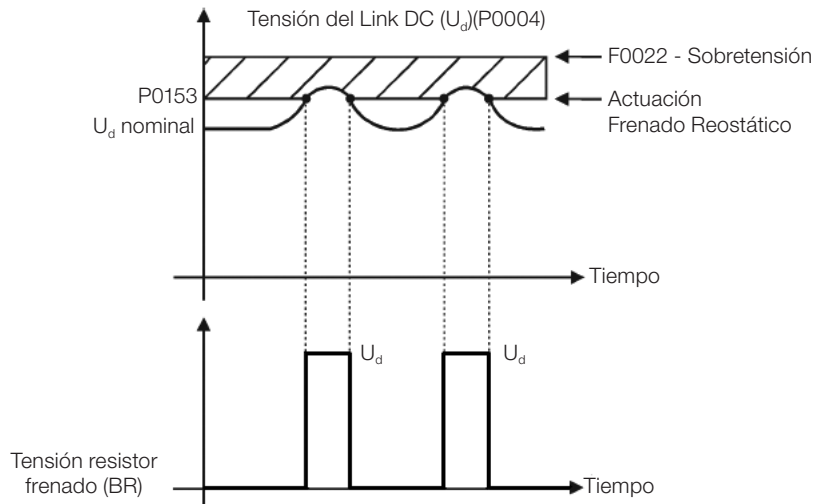 Tensión del Link DC (Ud)(P0004)
F0022 - Sobretensión
P0153
Actuación
Frenado Reostático
Ud nominal
Tiempo
Ud
Ud
Tensión resistor
frenado (BR)
Tiempo